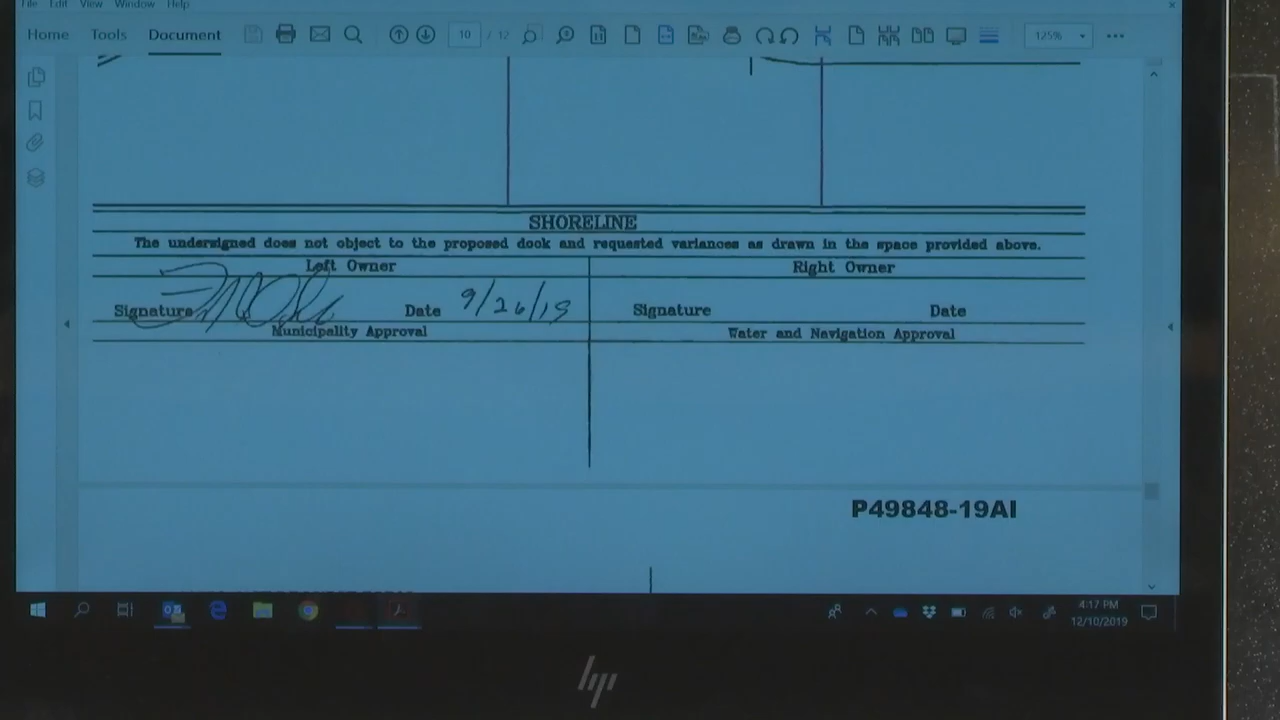 File Edit View Window Help
Home Tools Document 10 / 12 125%
SHORELINE
The undersigned does not object to the proposed dock and requested variances as drawn in the space provided above.
Left Owner Right Owner
Signature Date 9/26/19 Signature Date
Municipality Approval Water and Navigation Approval
P49848-19AI
4:17 PM
12/10/2019
hp